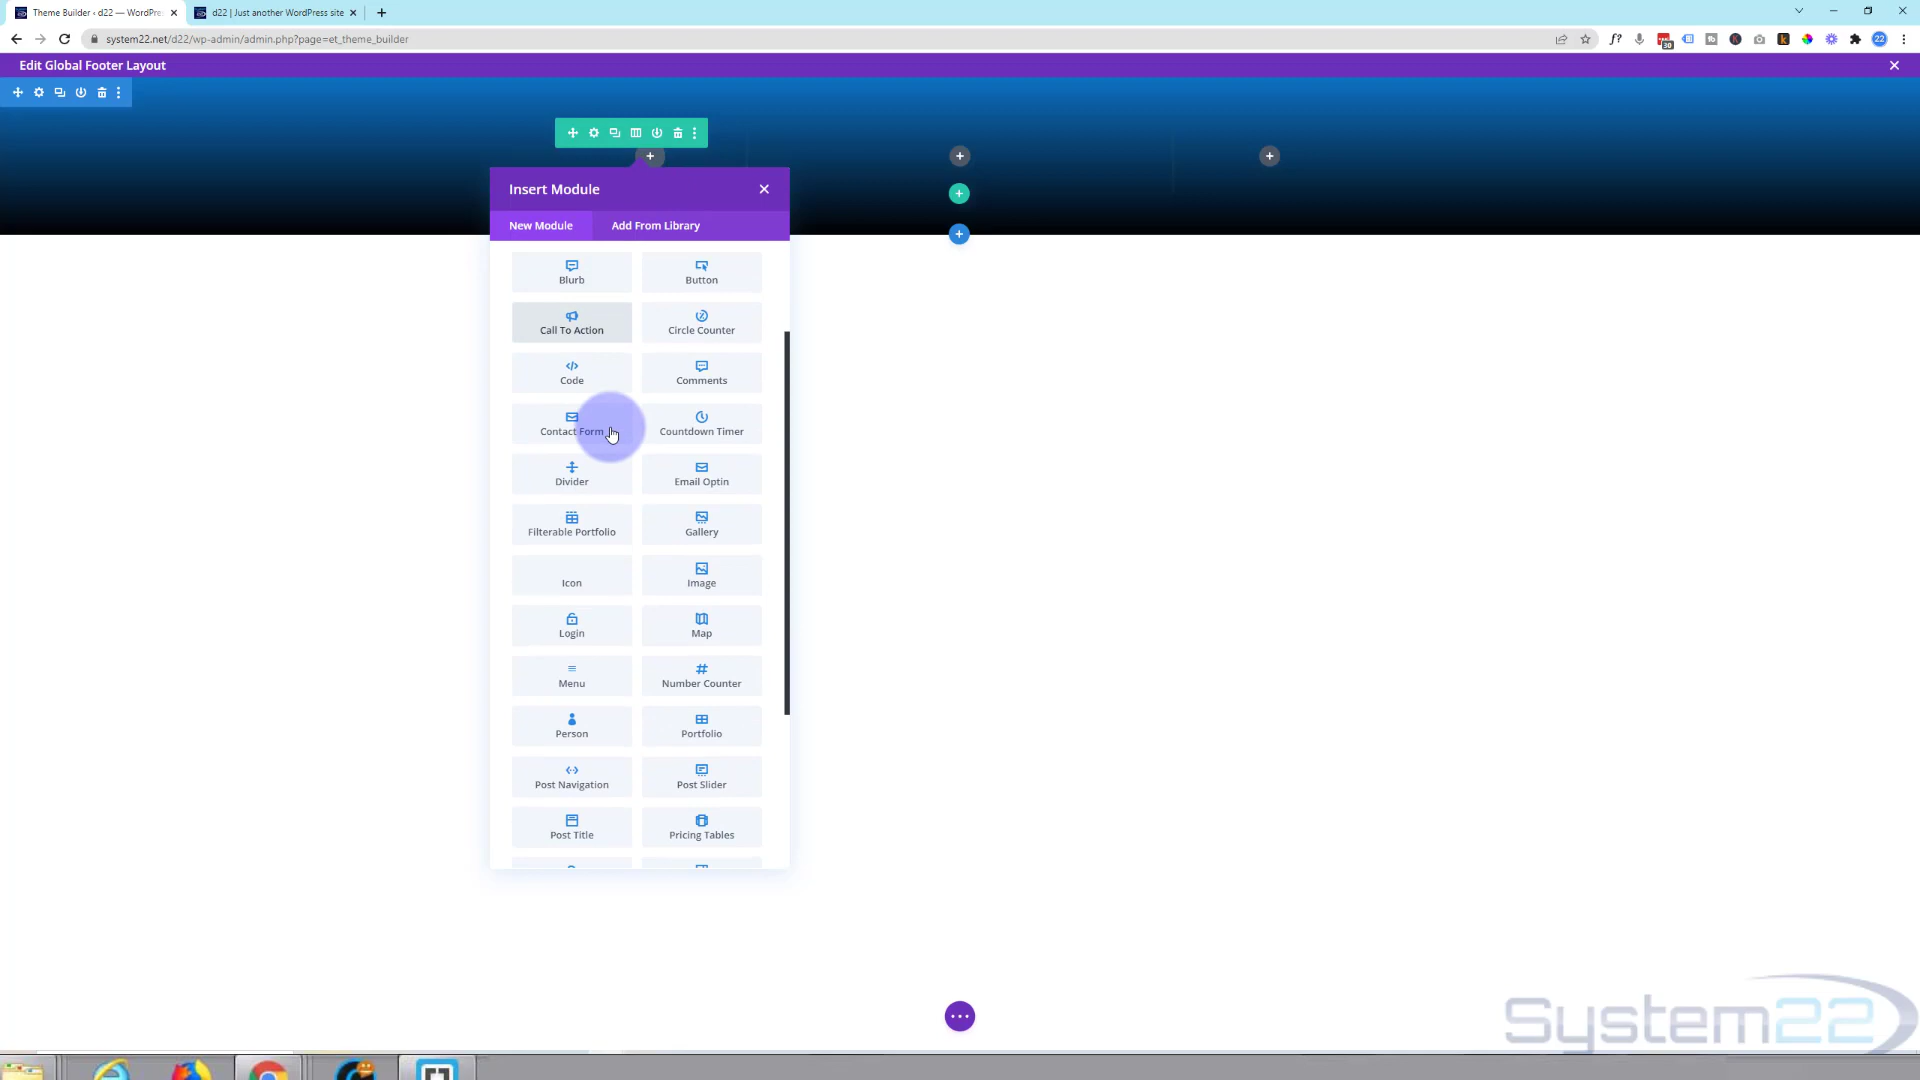 Theme Builder ‹ d22 — WordPre
d22 | Just another WordPress site
system22.net/d22/wp-admin/admin.php?page=et_theme_builder
f?
30
22
Edit Global Footer Layout
Insert Module
New Module
Add From Library
Blurb
Button
Call To Action
Circle Counter
Code
Comments
Contact Form
Countdown Timer
Divider
Email Optin
Filterable Portfolio
Gallery
Icon
Image
Login
Map
Menu
Number Counter
Person
Portfolio
Post Navigation
Post Slider
Post Title
Pricing Tables
System22